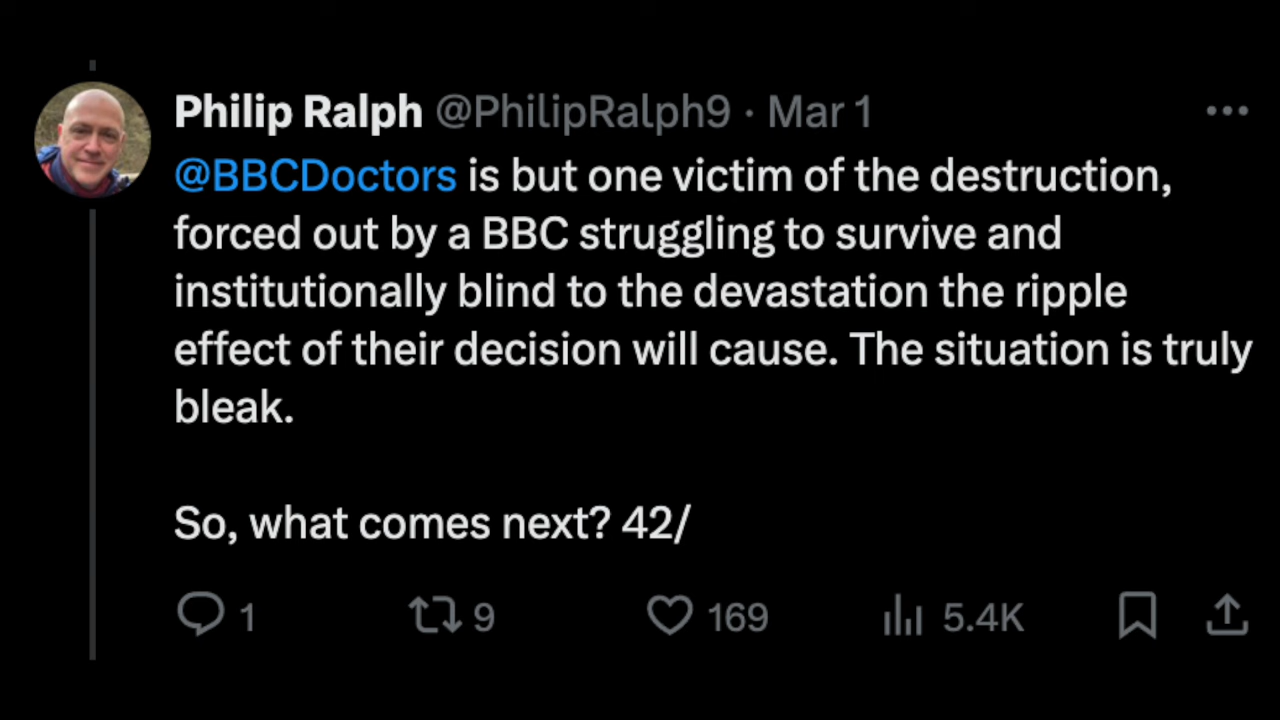 Philip Ralph @PhilipRalph9 · Mar 1
@BBCDoctors is but one victim of the destruction,
forced out by a BBC struggling to survive and
institutionally blind to the devastation the ripple
effect of their decision will cause. The situation is truly
bleak.
So, what comes next? 42/
1 9 169 5.4K